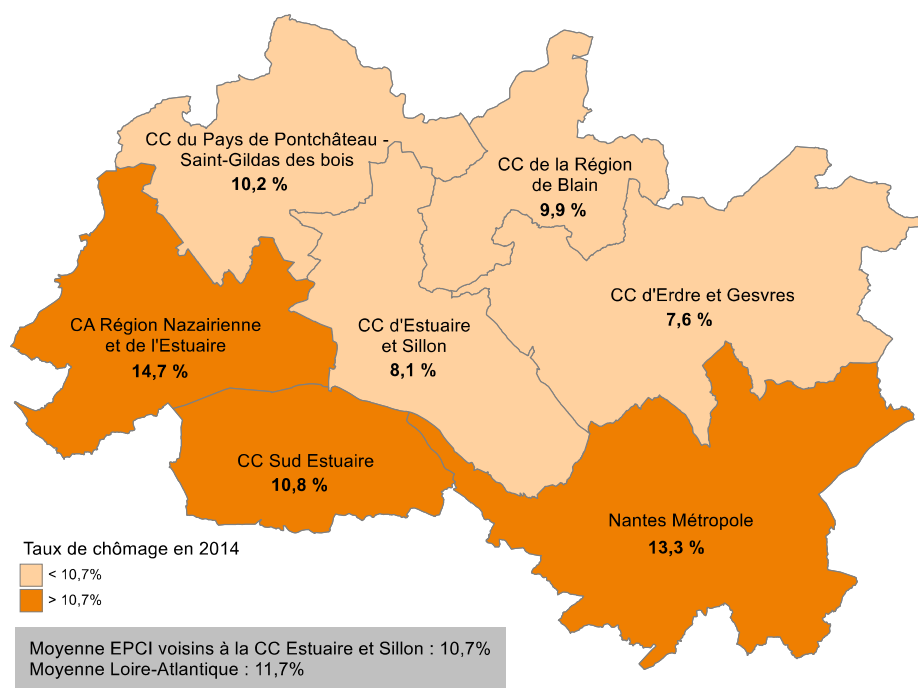 CC du Pays de Pontchâteau -
Saint-Gildas des bois
10,2 %
CC de la Région
de Blain
9,9 %
CC d'Erdre et Gesvres
7,6 %
CA Région Nazairienne
et de l'Estuaire
14,7 %
CC d'Estuaire
et Sillon
8,1 %
CC Sud Estuaire
10,8 %
Nantes Métropole
13,3 %
Taux de chômage en 2014
< 10,7%
> 10,7%
Moyenne EPCI voisins à la CC Estuaire et Sillon : 10,7%
Moyenne Loire-Atlantique : 11,7%